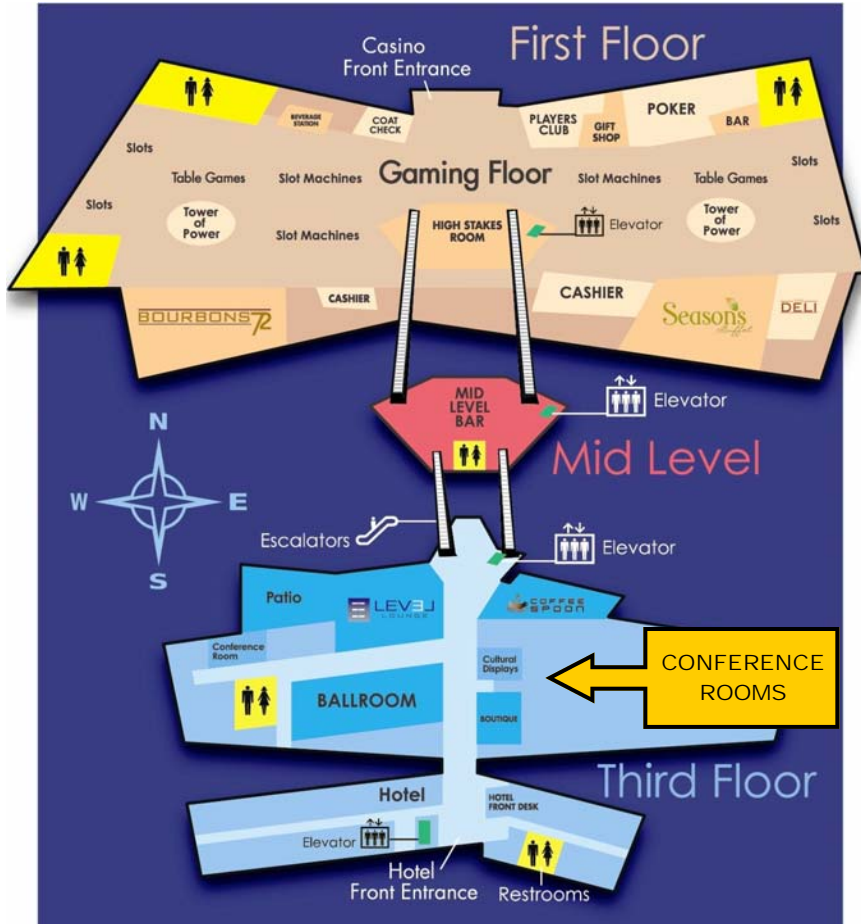 First Floor
Casino
Front Entrance
BEVERAGE
STATION
COAT
CHECK
PLAYERS
CLUB
GIFT
SHOP
POKER
BAR
Slots
Slots
Table Games
Slot Machines
Gaming Floor
Slot Machines
Table Games
Slots
Slots
Tower
of
Power
Slot Machines
HIGH STAKES
ROOM
Elevator
Tower
of
Power
BOURBONS 72
CASHIER
CASHIER
Season's
Buffet
DELI
MID
LEVEL
BAR
Elevator
Mid Level
N
W
E
S
Escalators
Elevator
Patio
LEV3L
LOUNGE
COFFEE
SPOON
Conference
Room
Cultural
Displays
CONFERENCE
ROOMS
BALLROOM
BOUTIQUE
Third Floor
Hotel
HOTEL
FRONT DESK
Elevator
Hotel
Front Entrance
Restrooms